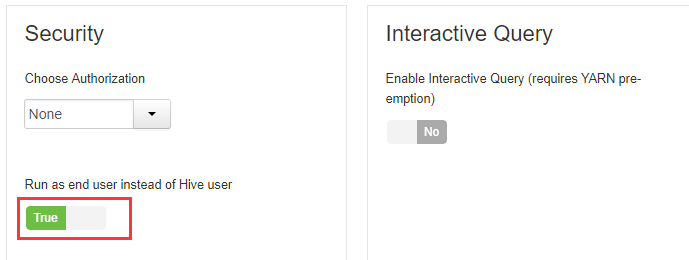 Security
Choose Authorization
None
Run as end user instead of Hive user
True
Interactive Query
Enable Interactive Query (requires YARN pre-
emption)
No